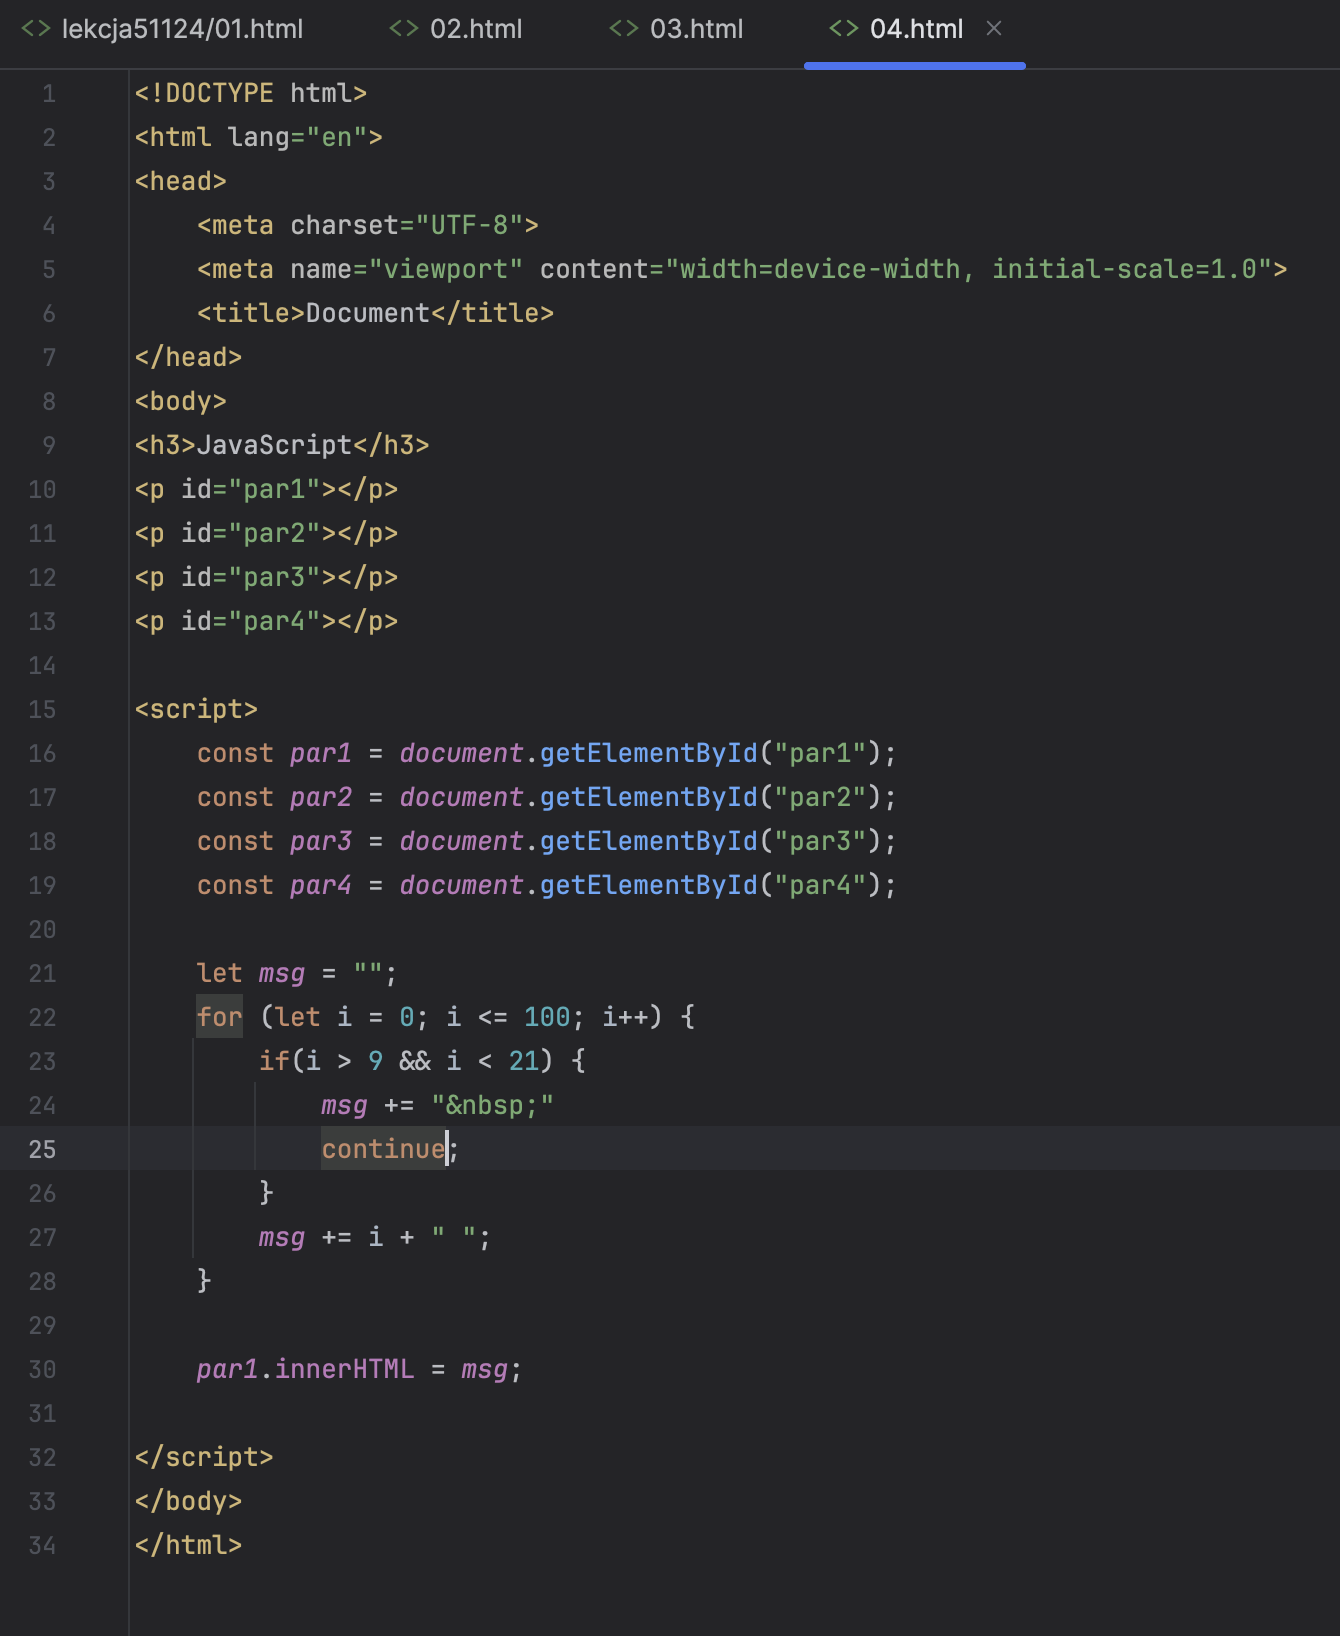 <> lekcja51124/01.html <> 02.html <> 03.html <> 04.html ×
1 <!DOCTYPE html>
2 <html lang="en">
3 <head>
4     <meta charset="UTF-8">
5     <meta name="viewport" content="width=device-width, initial-scale=1.0">
6     <title>Document</title>
7 </head>
8 <body>
9 <h3>JavaScript</h3>
10 <p id="par1"></p>
11 <p id="par2"></p>
12 <p id="par3"></p>
13 <p id="par4"></p>
14
15 <script>
16     const par1 = document.getElementById("par1");
17     const par2 = document.getElementById("par2");
18     const par3 = document.getElementById("par3");
19     const par4 = document.getElementById("par4");
20
21     let msg = "";
22     for (let i = 0; i <= 100; i++) {
23         if(i > 9 && i < 21) {
24             msg += "&nbsp;"
25             continue;
26         }
27         msg += i + " ";
28     }
29
30     par1.innerHTML = msg;
31
32 </script>
33 </body>
34 </html>